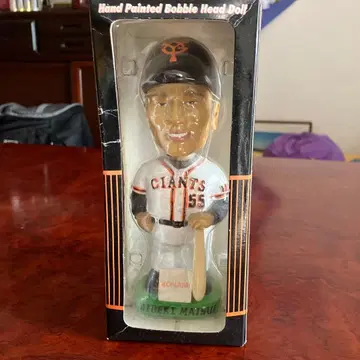 Hand Painted Bobble Head Doll
GIANTS
55
HIDEKI MATSUI